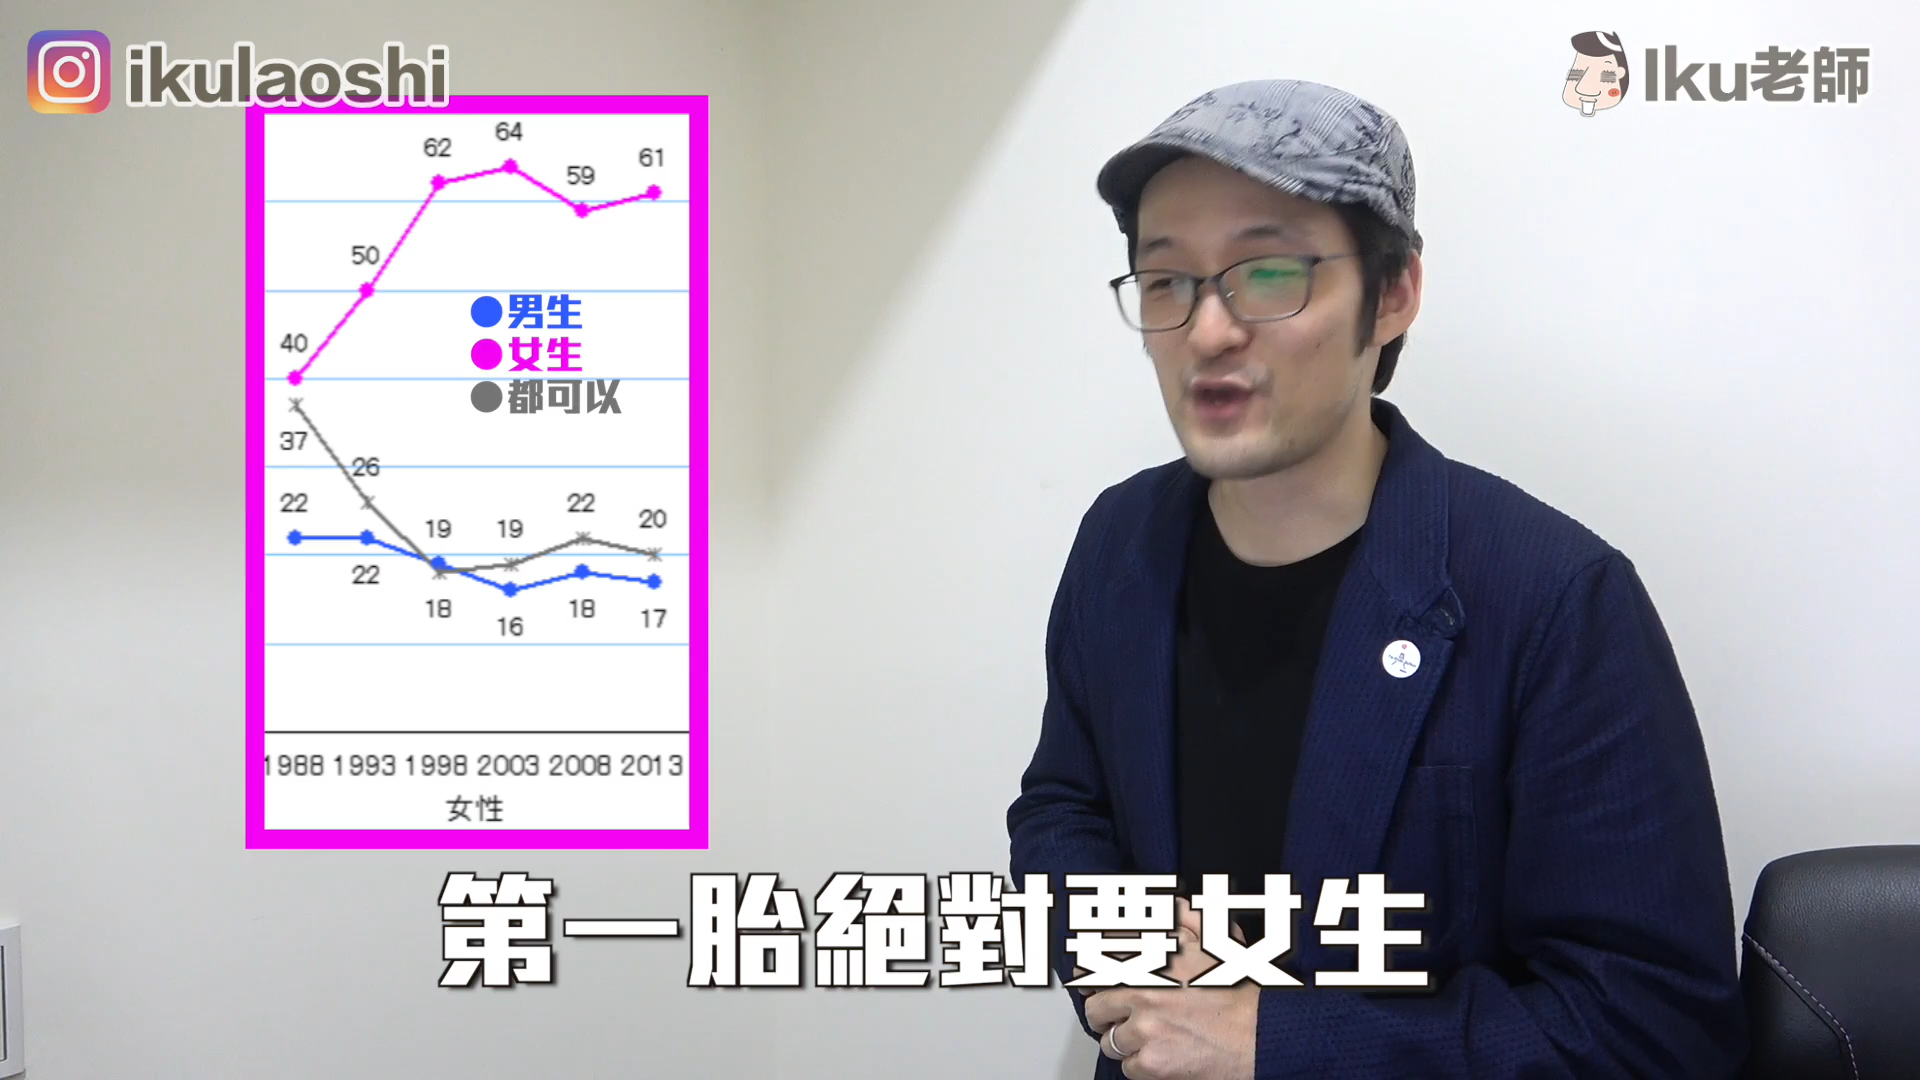 ikulaoshi
Iku老師
62 64 59 61
50
40
男生
女生
都可以
37 26 19 19 22 20
22 22 18 16 18 17
1988 1993 1998 2003 2008 2013
女性
第一胎絕對要女生